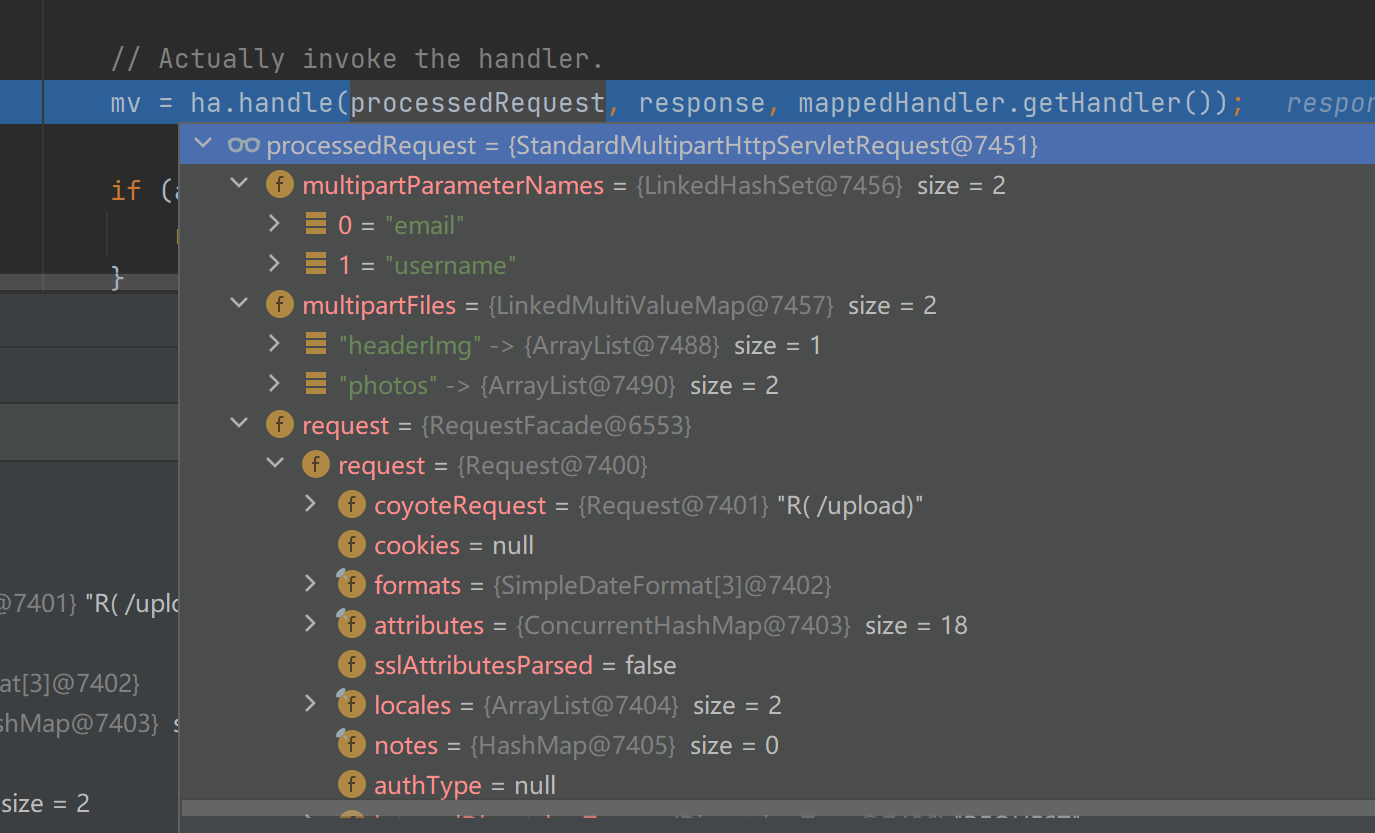 // Actually invoke the handler.
mv = ha.handle(processedRequest, response, mappedHandler.getHandler());   respon
processedRequest = {StandardMultipartHttpServletRequest@7451}
if (a
f multipartParameterNames = {LinkedHashSet@7456}  size = 2
0 = "email"
1 = "username"
}
f multipartFiles = {LinkedMultiValueMap@7457}  size = 2
"headerImg" -> {ArrayList@7488}  size = 1
"photos" -> {ArrayList@7490}  size = 2
f request = {RequestFacade@6553}
f request = {Request@7400}
f coyoteRequest = {Request@7401} "R( /upload)"
f cookies = null
f formats = {SimpleDateFormat[3]@7402}
@7401} "R( /uplo
f attributes = {ConcurrentHashMap@7403}  size = 18
f sslAttributesParsed = false
at[3]@7402}
f locales = {ArrayList@7404}  size = 2
shMap@7403}  s
f notes = {HashMap@7405}  size = 0
f authType = null
size = 2